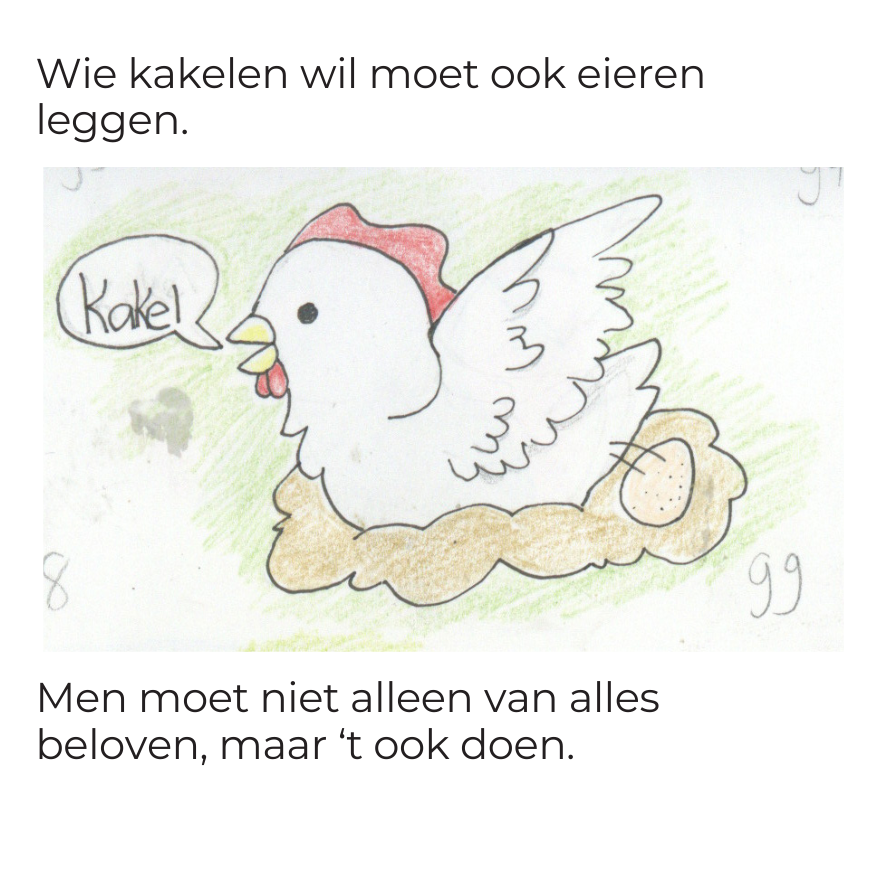 Wie kakelen wil moet ook eieren
leggen.
Kakel
8
99
Men moet niet alleen van alles
beloven, maar ‘t ook doen.